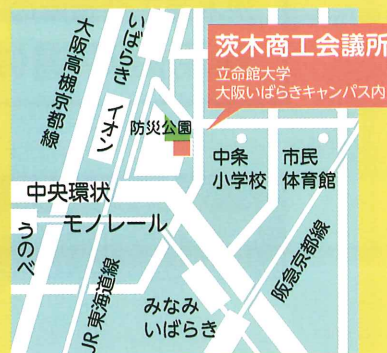 茨木商工会議所
立命館大学
大阪いばらきキャンパス内
大阪高槻京都線
いばらき
イオン
防災公園
中条
小学校
市民
体育館
中央環状
モノレール
うのべ
JR東海道線
阪急京都線
みなみ
いばらき